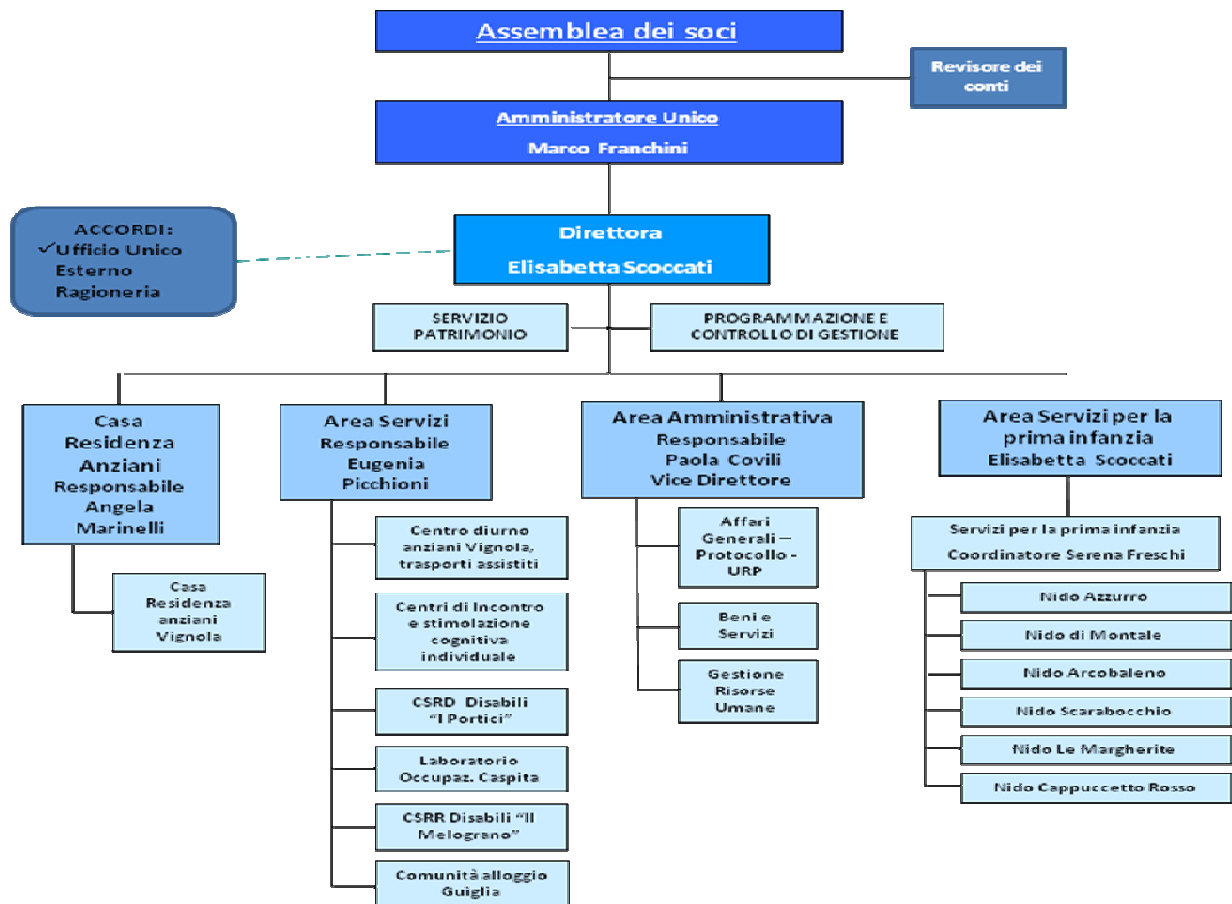 Assemblea dei soci
Revisore dei
conti
Amministratore Unico
Marco Franchini
ACCORDI:
✓Ufficio Unico
Esterno
Ragioneria
Direttora
Elisabetta Scoccati
SERVIZIO
PATRIMONIO
PROGRAMMAZIONE E
CONTROLLO DI GESTIONE
Casa
Residenza
Anziani
Responsabile
Angela
Marinelli
Casa
Residenza
anziani
Vignola
Area Servizi
Responsabile
Eugenia
Picchioni
Centro diurno
anziani Vignola,
trasporti assistiti
Centri di Incontro
e stimolazione
cognitiva
individuale
CSRD Disabili
"I Portici"
Laboratorio
Occupaz. Caspita
CSRR Disabili "Il
Melograno"
Comunità alloggio
Guiglia
Area Amministrativa
Responsabile
Paola Covili
Vice Direttore
Affari
Generali –
Protocollo -
URP
Beni e
Servizi
Gestione
Risorse
Umane
Area Servizi per la
prima infanzia
Elisabetta Scoccati
Servizi per la prima infanzia
Coordinatore Serena Freschi
Nido Azzurro
Nido di Montale
Nido Arcobaleno
Nido Scarabocchio
Nido Le Margherite
Nido Cappuccetto Rosso